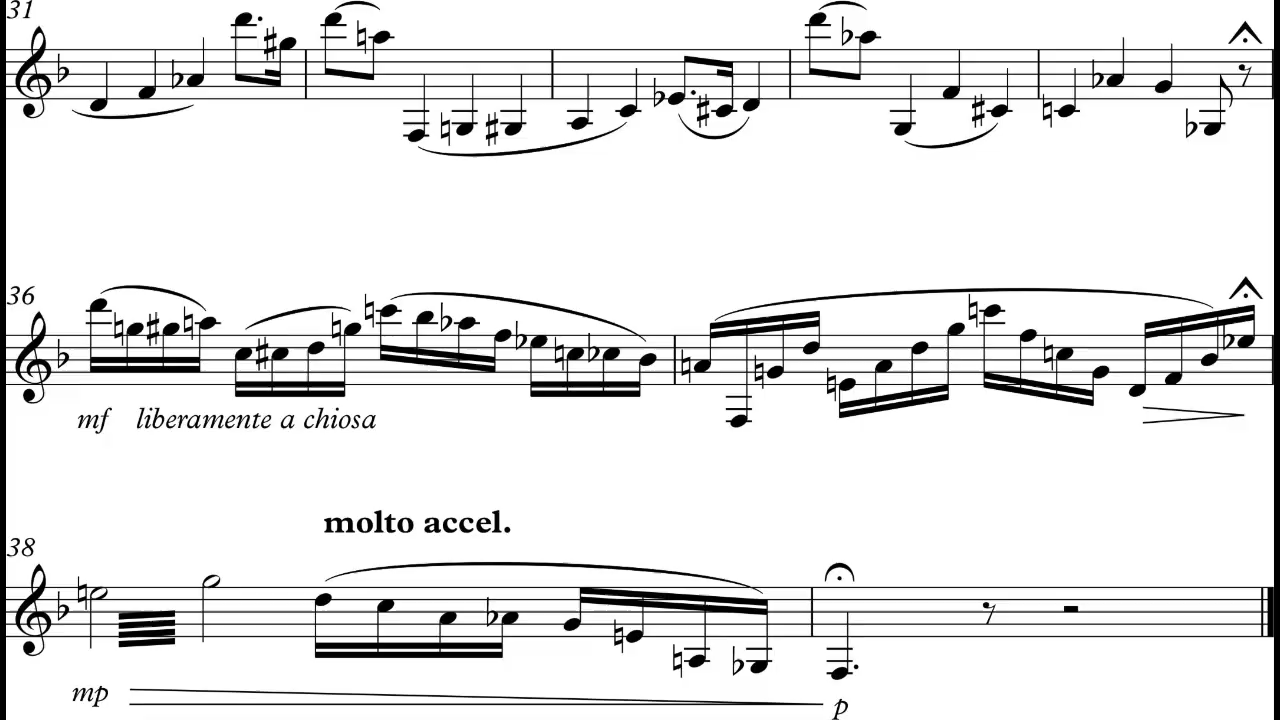 31
36
mf liberamente a chiosa
molto accel.
38
mp
p